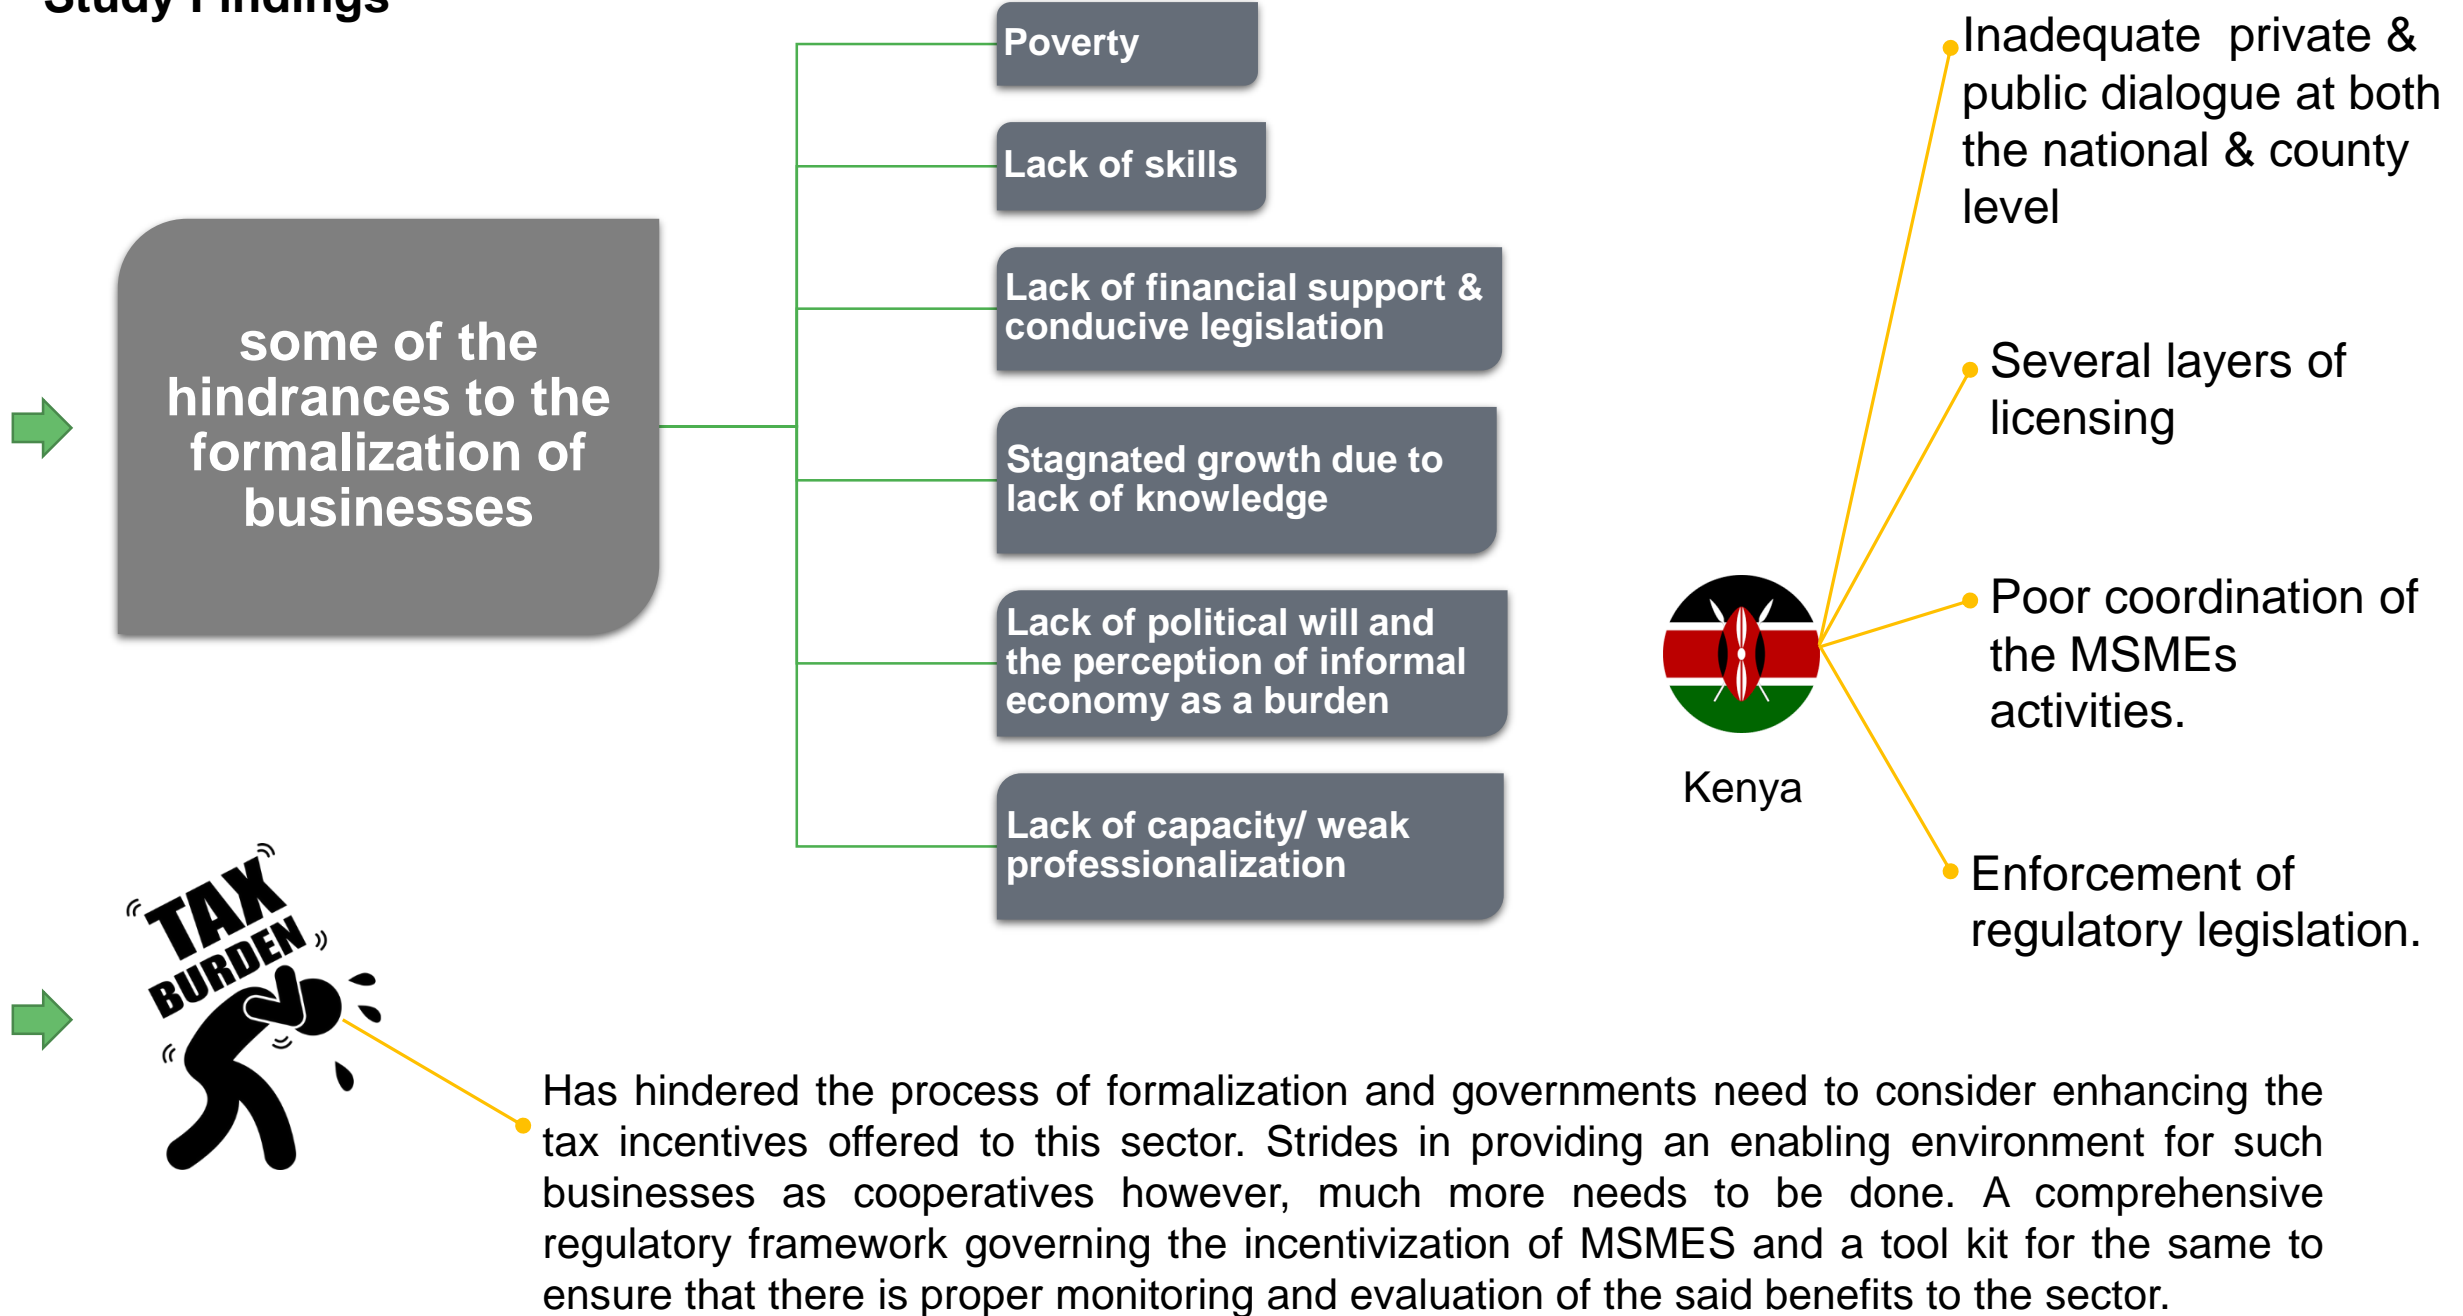 Study Findings
some of the
hindrances to the
formalization of
businesses
Poverty
Lack of skills
Lack of financial support &
conducive legislation
Stagnated growth due to
lack of knowledge
Lack of political will and
the perception of informal
economy as a burden
Lack of capacity/ weak
professionalization
Kenya
Inadequate  private &
public dialogue at both
the national & county
level
Several layers of
licensing
Poor coordination of
the MSMEs
activities.
Enforcement of
regulatory legislation.
TAX
BURDEN
Has hindered the process of formalization and governments need to consider enhancing the
tax incentives offered to this sector. Strides in providing an enabling environment for such
businesses as cooperatives however, much more needs to be done. A comprehensive
regulatory framework governing the incentivization of MSMES and a tool kit for the same to
ensure that there is proper monitoring and evaluation of the said benefits to the sector.